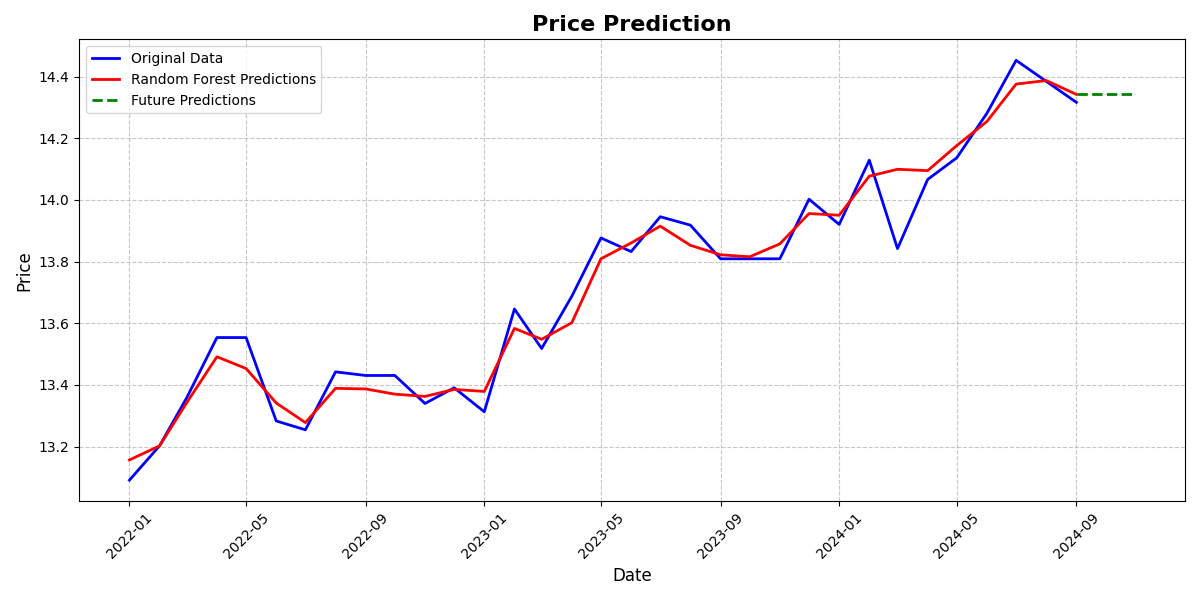 Price Prediction
Original Data
Random Forest Predictions
Future Predictions
Price
14.4
14.2
14.0
13.8
13.6
13.4
13.2
2022-01
2022-05
2022-09
2023-01
2023-05
2023-09
2024-01
2024-05
2024-09
Date